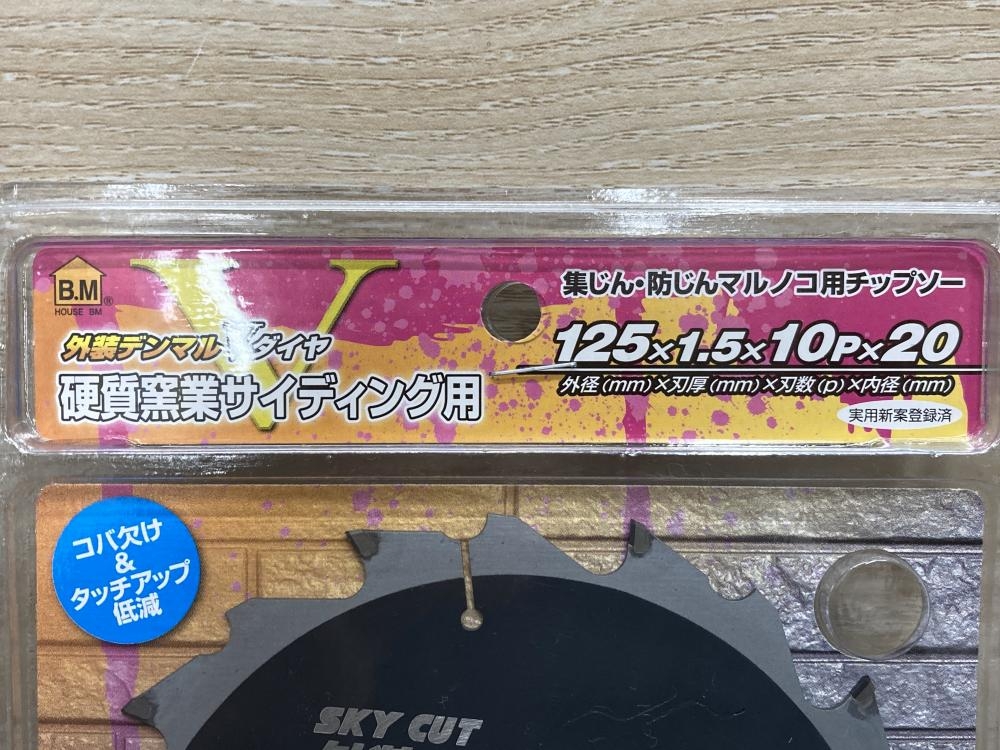 B.M®
HOUSE BM
外装デンマルVダイヤ
硬質窯業サイディング用
集じん・防じんマルノコ用チップソー
125×1.5×10P×20
外径(mm)×刃厚(mm)×刃数(p)×内径(mm)
実用新案登録済
コバ欠け
&
タッチアップ
低減
SKY CUT